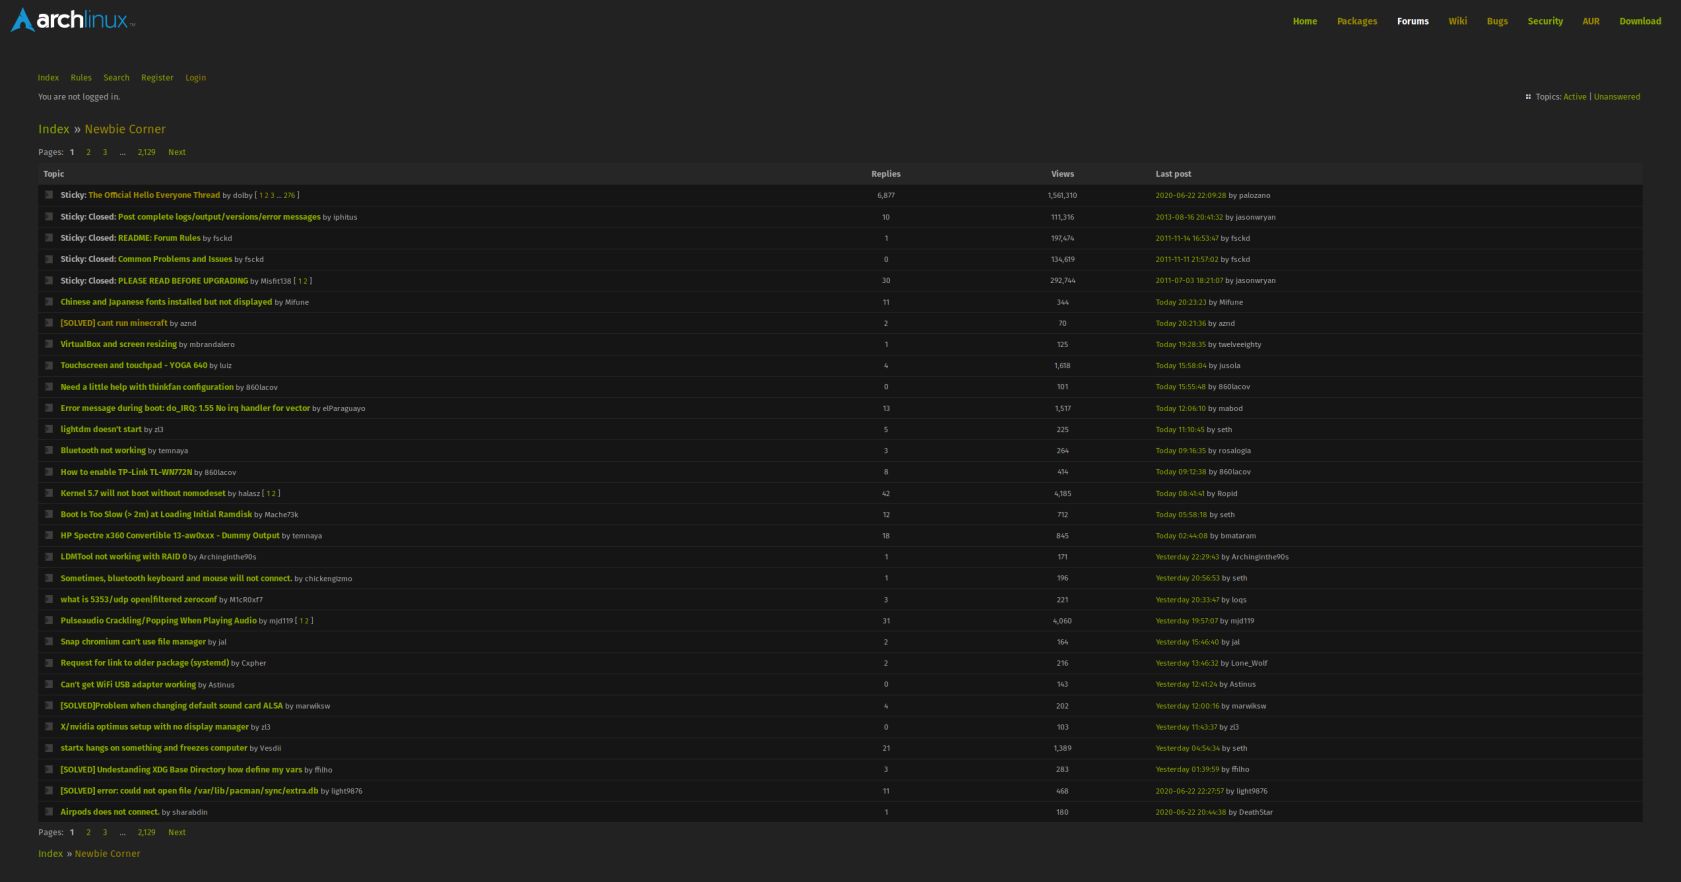 archlinux™ Home Packages Forums Wiki Bugs Security AUR Download
Index Rules Search Register Login
You are not logged in. Topics: Active | Unanswered
Index » Newbie Corner
Pages: 1 2 3 … 2,129 Next
Topic Replies Views Last post
Sticky: The Official Hello Everyone Thread by dolby [ 1 2 3 … 276 ] 6,877 1,561,310 2020-06-22 22:09:28 by palozano
Sticky: Closed: Post complete logs/output/versions/error messages by iphitus 10 111,316 2013-08-16 20:41:32 by jasonwryan
Sticky: Closed: README: Forum Rules by fsckd 1 197,474 2011-11-14 16:53:47 by fsckd
Sticky: Closed: Common Problems and Issues by fsckd 0 134,619 2011-11-11 21:57:02 by fsckd
Sticky: Closed: PLEASE READ BEFORE UPGRADING by Misfit138 [ 1 2 ] 30 292,744 2011-07-03 18:21:07 by jasonwryan
Chinese and Japanese fonts installed but not displayed by Mifune 11 344 Today 20:23:23 by Mifune
[SOLVED] cant run minecraft by aznd 2 70 Today 20:21:36 by aznd
VirtualBox and screen resizing by mbrandalero 1 125 Today 19:28:35 by twelveeighty
Touchscreen and touchpad - YOGA 640 by luiz 4 1,618 Today 15:58:04 by jusola
Need a little help with thinkfan configuration by 860lacov 0 101 Today 15:55:48 by 860lacov
Error message during boot: do_IRQ: 1.55 No irq handler for vector by elParaguayo 13 1,517 Today 12:06:10 by mabod
lightdm doesn't start by zl3 5 225 Today 11:10:45 by seth
Bluetooth not working by temnaya 3 264 Today 09:16:35 by rosalogia
How to enable TP-Link TL-WN772N by 860lacov 8 414 Today 09:12:38 by 860lacov
Kernel 5.7 will not boot without nomodeset by halasz [ 1 2 ] 42 4,185 Today 08:41:41 by Ropid
Boot Is Too Slow (> 2m) at Loading Initial Ramdisk by Mache73k 12 712 Today 05:58:18 by seth
HP Spectre x360 Convertible 13-aw0xxx - Dummy Output by temnaya 18 845 Today 02:44:08 by bmataram
LDMTool not working with RAID 0 by Archinginthe90s 1 171 Yesterday 22:29:43 by Archinginthe90s
Sometimes, bluetooth keyboard and mouse will not connect. by chickengizmo 1 196 Yesterday 20:56:53 by seth
what is 5353/udp open|filtered zeroconf by M1cR0xf7 3 221 Yesterday 20:33:47 by loqs
Pulseaudio Crackling/Popping When Playing Audio by mjd119 [ 1 2 ] 31 4,060 Yesterday 19:57:07 by mjd119
Snap chromium can't use file manager by jal 2 164 Yesterday 15:46:40 by jal
Request for link to older package (systemd) by Cxpher 2 216 Yesterday 13:46:32 by Lone_Wolf
Can't get WiFi USB adapter working by Astinus 0 143 Yesterday 12:41:24 by Astinus
[SOLVED]Problem when changing default sound card ALSA by marwiksw 4 202 Yesterday 12:00:16 by marwiksw
X/nvidia optimus setup with no display manager by zl3 0 103 Yesterday 11:43:37 by zl3
startx hangs on something and freezes computer by Vesdii 21 1,389 Yesterday 04:54:34 by seth
[SOLVED] Undestanding XDG Base Directory how define my vars by ffilho 3 283 Yesterday 01:39:59 by ffilho
[SOLVED] error: could not open file /var/lib/pacman/sync/extra.db by light9876 11 468 2020-06-22 22:27:57 by light9876
Airpods does not connect. by sharabdin 1 180 2020-06-22 20:44:38 by DeathStar
Pages: 1 2 3 … 2,129 Next
Index » Newbie Corner